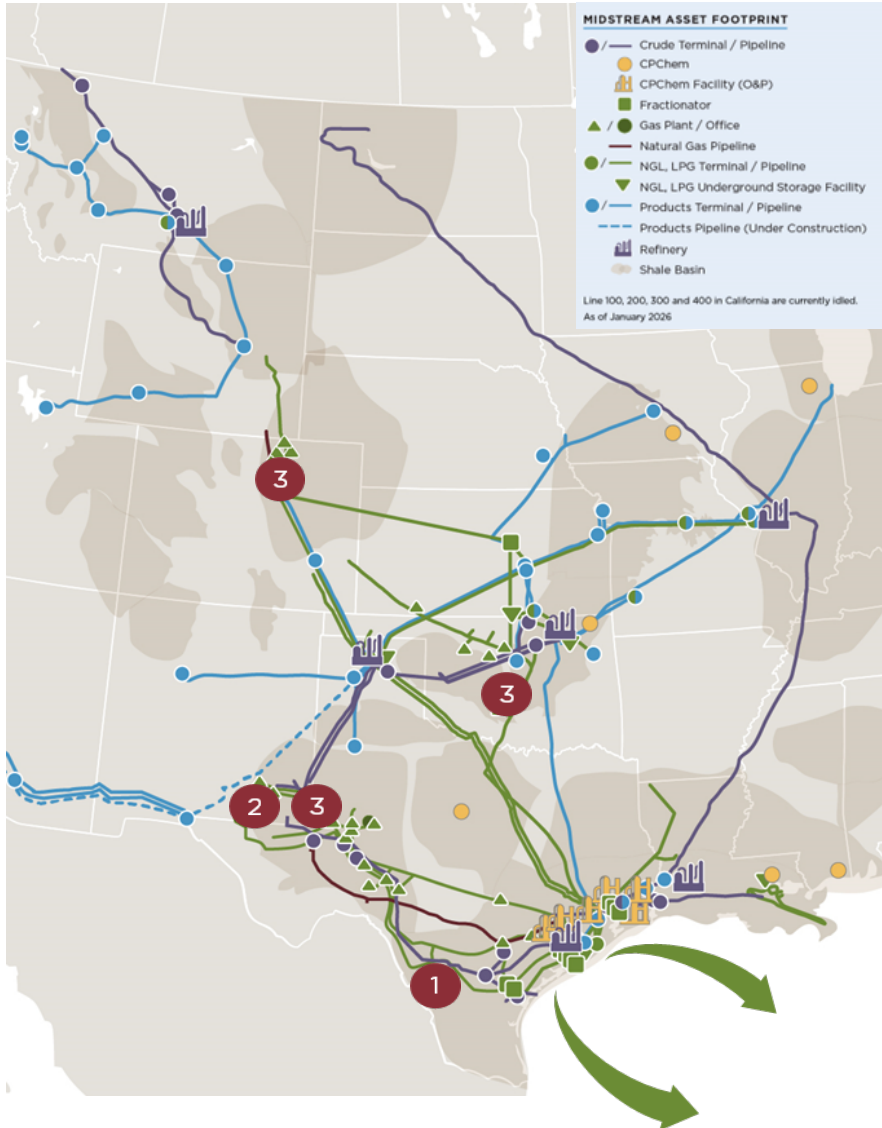 MIDSTREAM ASSET FOOTPRINT
/ Crude Terminal / Pipeline
CPChem
CPChem Facility (O&P)
Fractionator
/ Gas Plant / Office
Natural Gas Pipeline
/ NGL, LPG Terminal / Pipeline
NGL, LPG Underground Storage Facility
/ Products Terminal / Pipeline
Products Pipeline (Under Construction)
Refinery
Shale Basin
Line 100, 200, 300 and 400 in California are currently idled.
As of January 2026
3
3
2
3
1